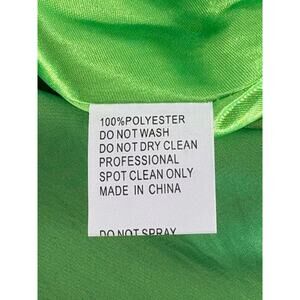 100%POLYESTER
DO NOT WASH
DO NOT DRY CLEAN
PROFESSIONAL
SPOT CLEAN ONLY
MADE IN CHINA
DO NOT SPRAY